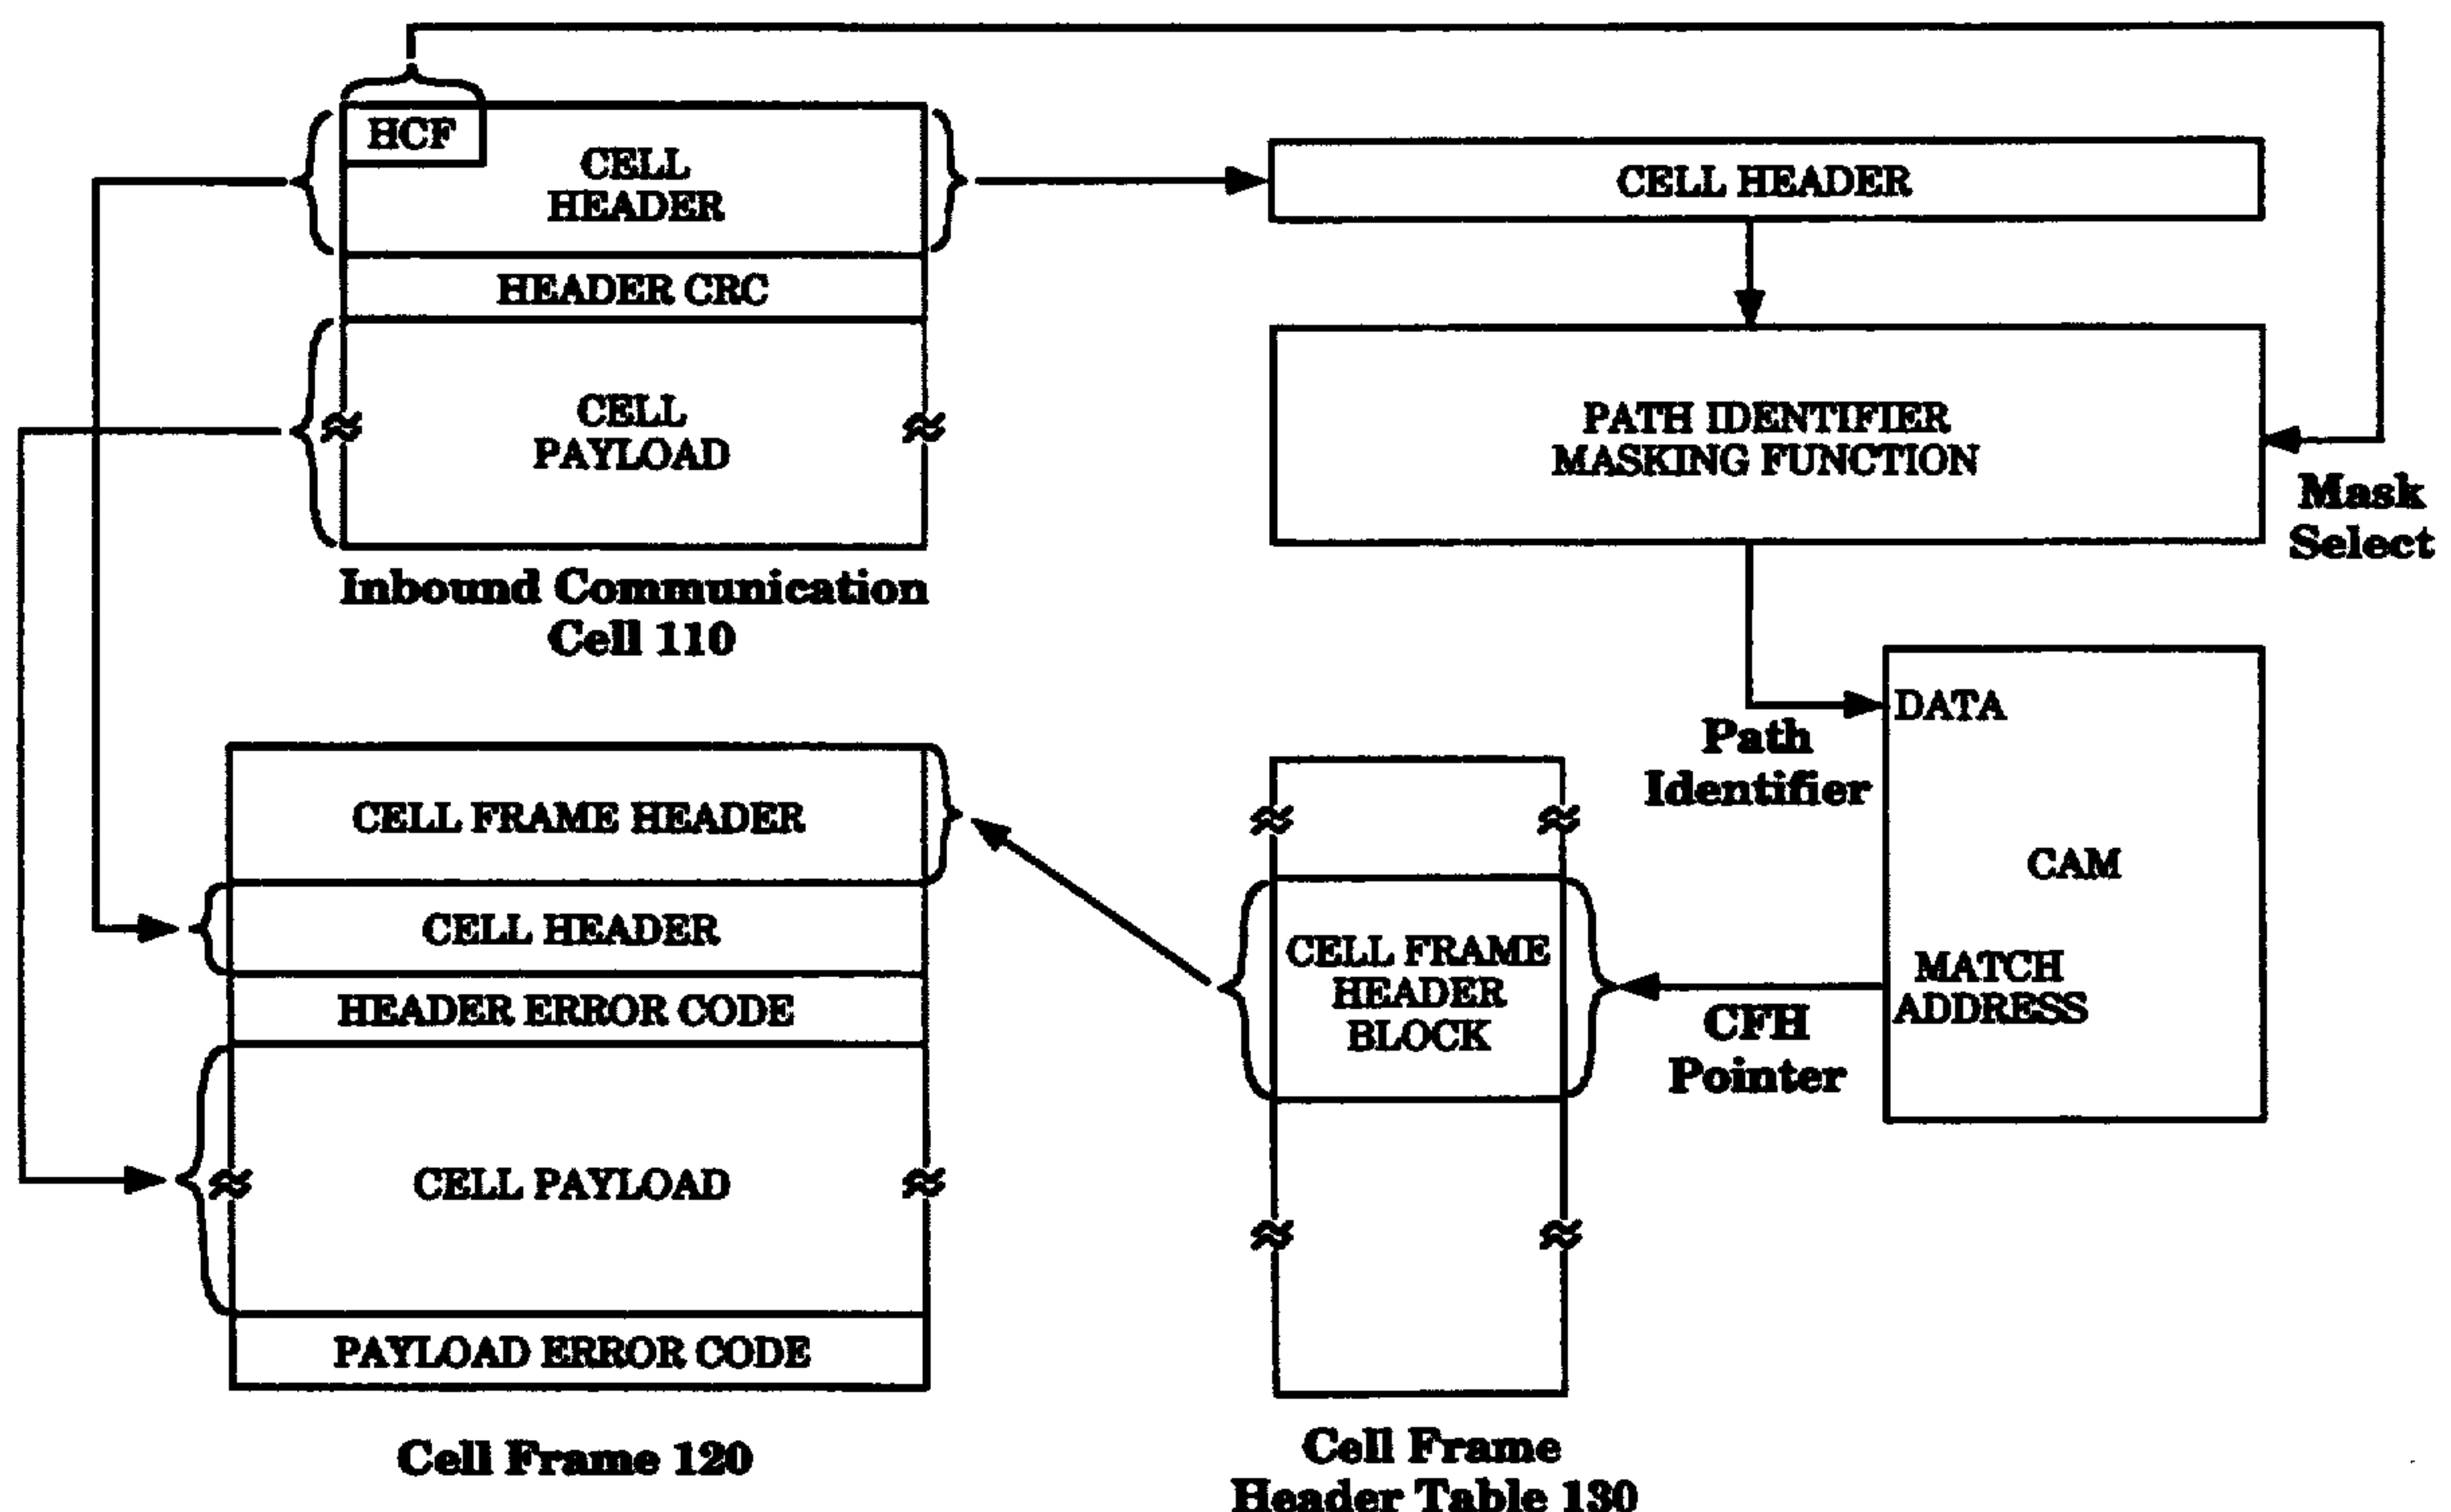 HCF
CELL
HEADER
HEADER CRC
CELL
PAYLOAD
Inbound Communication
Cell 110
CELL HEADER
PATH IDENTIFIER
MASKING FUNCTION
Mask
Select
DATA
Path
Identifier
CAM
MATCH
ADDRESS
CFH
Pointer
CELL FRAME
HEADER
BLOCK
Cell Frame
Header Table 130
CELL FRAME HEADER
CELL HEADER
HEADER ERROR CODE
CELL PAYLOAD
PAYLOAD ERROR CODE
Cell Frame 120